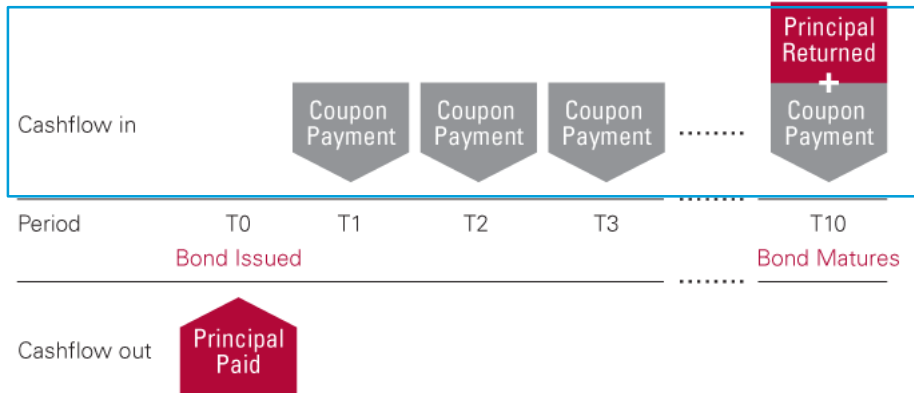 Principal
Returned
+
Cashflow in
Coupon
Payment
Coupon
Payment
Coupon
Payment
........
Coupon
Payment
........
Period
T0
T1
T2
T3
T10
Bond Issued
Bond Matures
........
Cashflow out
Principal
Paid